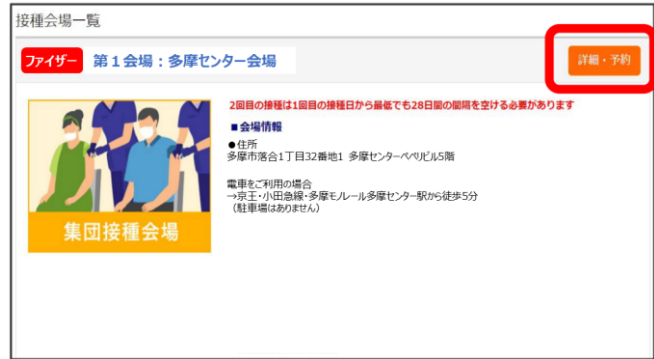 接種会場一覧
ファイザー 第1会場:多摩センター会場 詳細・予約
2回目の接種は1回目の接種日から最低でも28日間の間隔を空ける必要があります
■会場情報
●住所
多摩市落合1丁目32番地1 多摩センターペペリビル5階
電車をご利用の場合
→京王・小田急線・多摩モノレール多摩センター駅から徒歩5分
(駐車場はありません)
集団接種会場